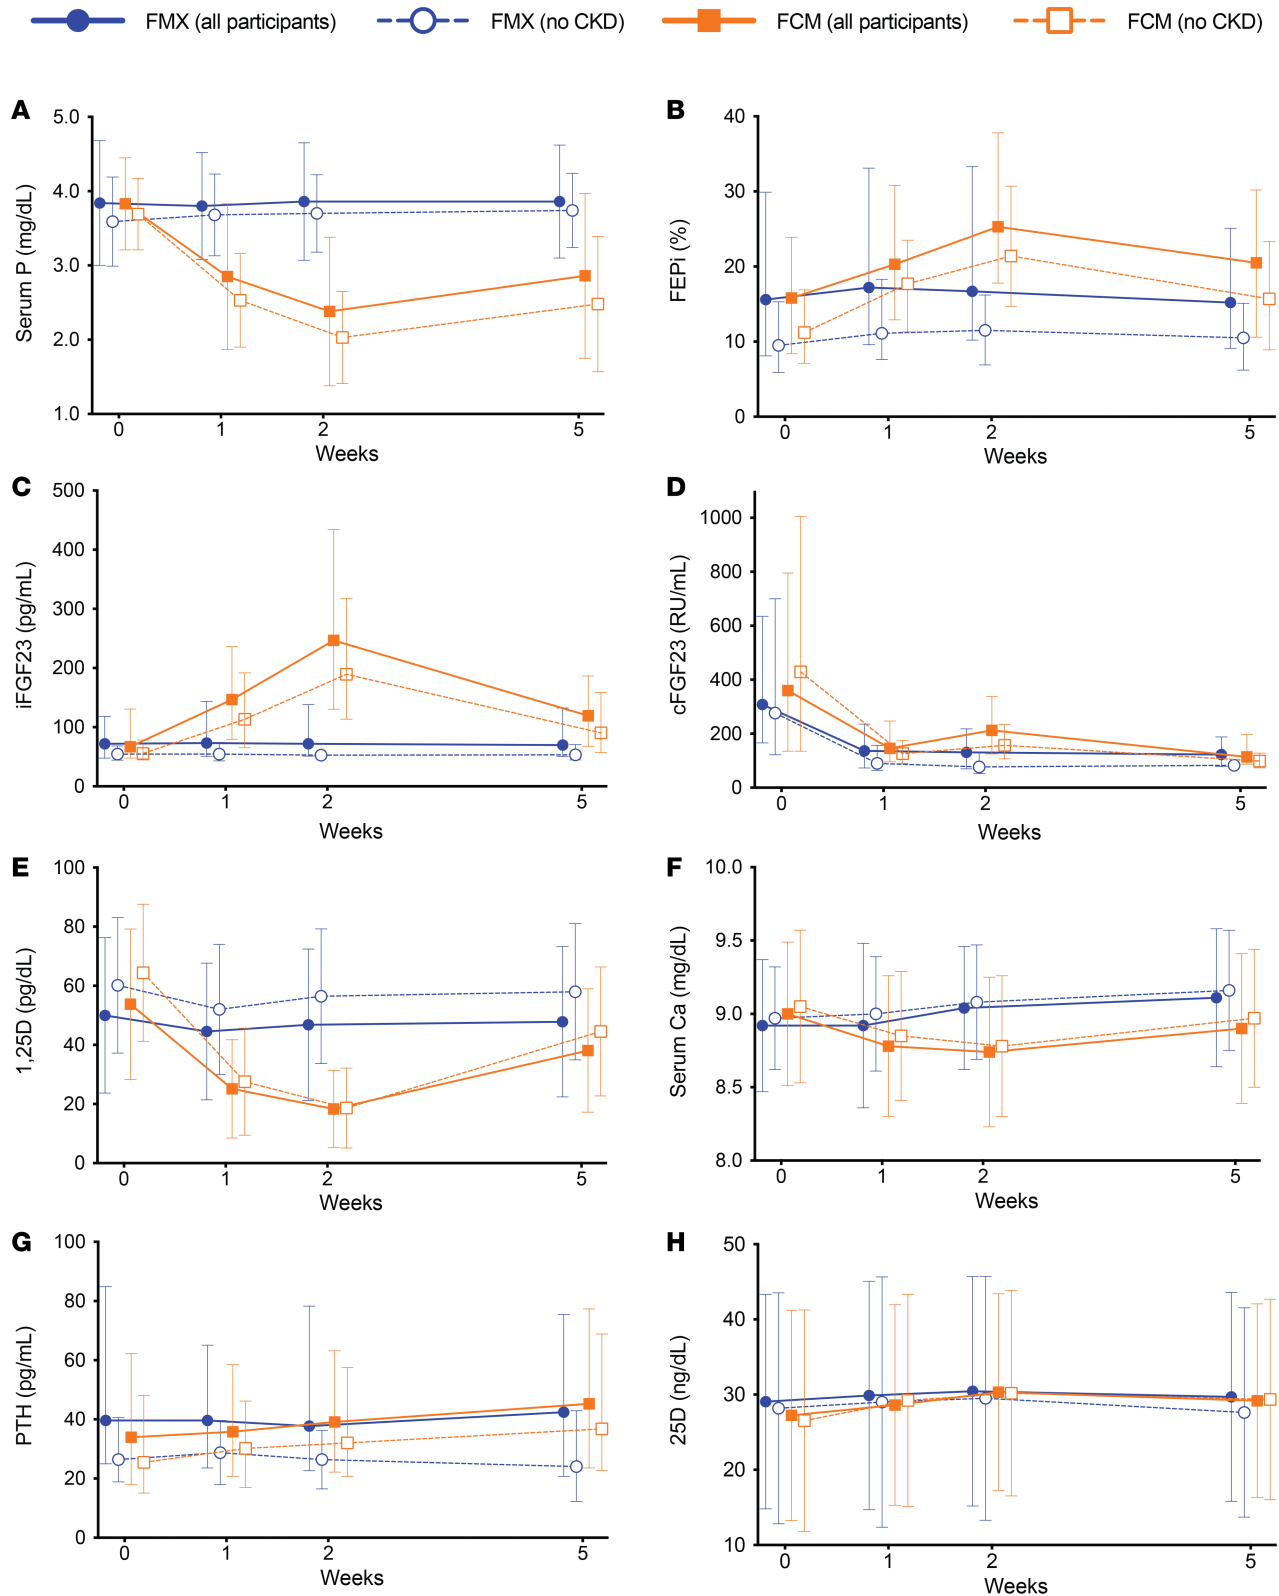 FMX (all participants) FMX (no CKD) FCM (all participants) FCM (no CKD)
A
Serum P (mg/dL)
5.0
4.0
3.0
2.0
1.0
0 1 2 5
Weeks
B
FEPi (%)
40
30
20
10
0
0 1 2 5
Weeks
C
iFGF23 (pg/mL)
500
400
300
200
100
0
0 1 2 5
Weeks
D
cFGF23 (RU/mL)
1000
800
600
400
200
0
0 1 2 5
Weeks
E
1,25D (pg/dL)
100
80
60
40
20
0
0 1 2 5
Weeks
F
Serum Ca (mg/dL)
10.0
9.5
9.0
8.5
8.0
0 1 2 5
Weeks
G
PTH (pg/mL)
100
80
60
40
20
0
0 1 2 5
Weeks
H
25D (ng/dL)
50
40
30
20
10
0 1 2 5
Weeks